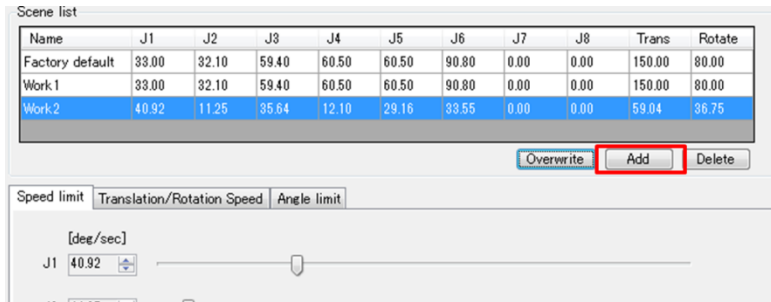 Scene list
Name J1 J2 J3 J4 J5 J6 J7 J8 Trans Rotate
Factory default 33.00 32.10 59.40 60.50 60.50 90.80 0.00 0.00 150.00 80.00
Work1 33.00 32.10 59.40 60.50 60.50 90.80 0.00 0.00 150.00 80.00
Work2 40.92 11.25 35.64 12.10 29.16 33.55 0.00 0.00 59.04 36.75
Overwrite Add Delete
Speed limit Translation/Rotation Speed Angle limit
[deg/sec]
J1 40.92